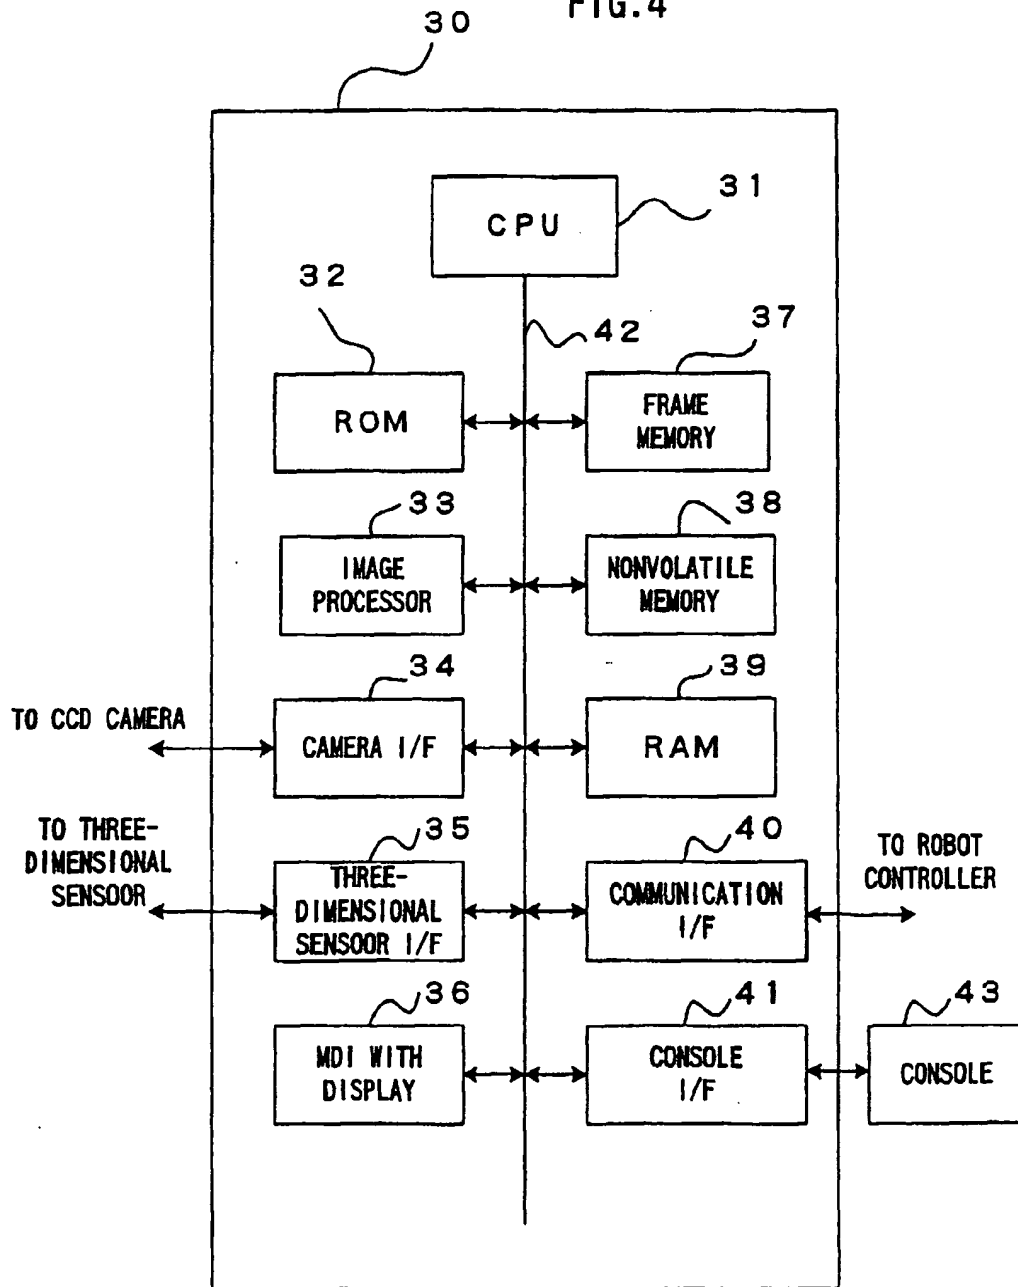 FIG.4
30
31
CPU
32
42
37
ROM
FRAME
MEMORY
33
38
IMAGE
PROCESSOR
NONVOLATILE
MEMORY
34
39
TO CCD CAMERA
CAMERA I/F
RAM
TO THREE-
DIMENSIONAL
SENSOOR
35
THREE-
DIMENSIONAL
SENSOOR I/F
40
COMMUNICATION
I/F
TO ROBOT
CONTROLLER
36
MDI WITH
DISPLAY
41
CONSOLE
I/F
43
CONSOLE